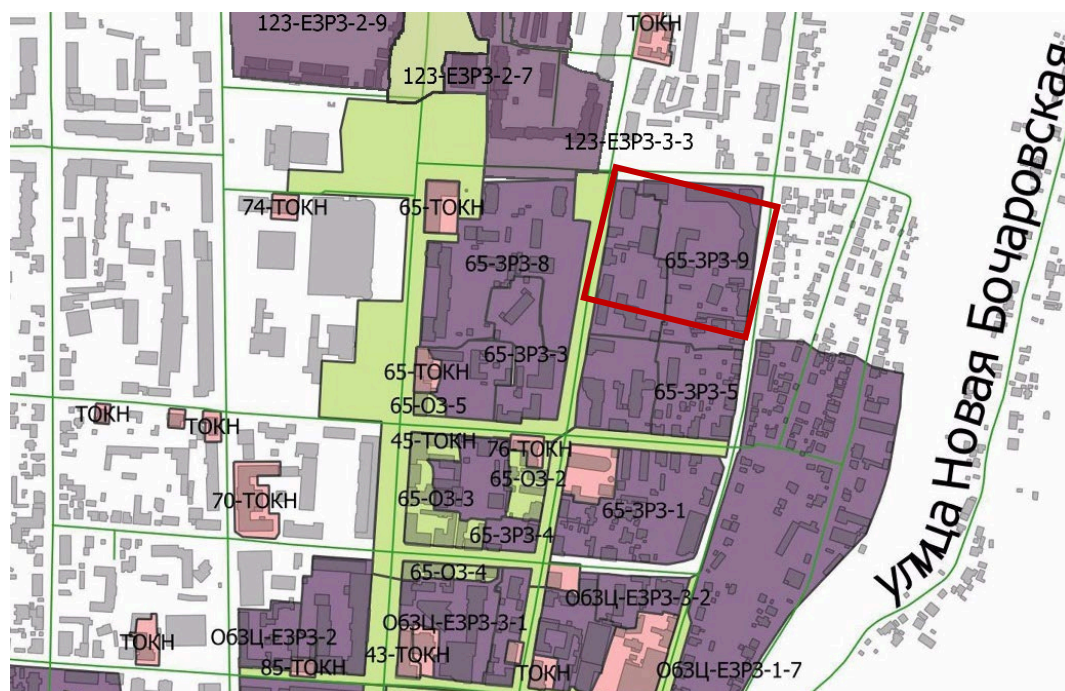 ТОКН
123-ЕЗРЗ-2-9
123-ЕЗРЗ-2-7
123-ЕЗРЗ-3-3
74-ТОКН
65-ТОКН
65-ЗРЗ-8
65-ЗРЗ-9
65-ЗРЗ-3
65-ТОКН
65-ЗРЗ-5
65-ОЗ-5
ТОКН
ТОКН
45-ТОКН
76-ТОКН
65-ОЗ-2
70-ТОКН
65-ОЗ-3
65-ЗРЗ-1
65-ЗРЗ-4
65-ОЗ-4
ОбЗЦ-ЕЗРЗ-3-2
ОбЗЦ-ЕЗРЗ-3-1
ОбЗЦ-ЕЗРЗ-2
ТОКН
43-ТОКН
85-ТОКН
ТОКН
ОбЗЦ-ЕЗРЗ-1-7
улица Новая Бочаровская